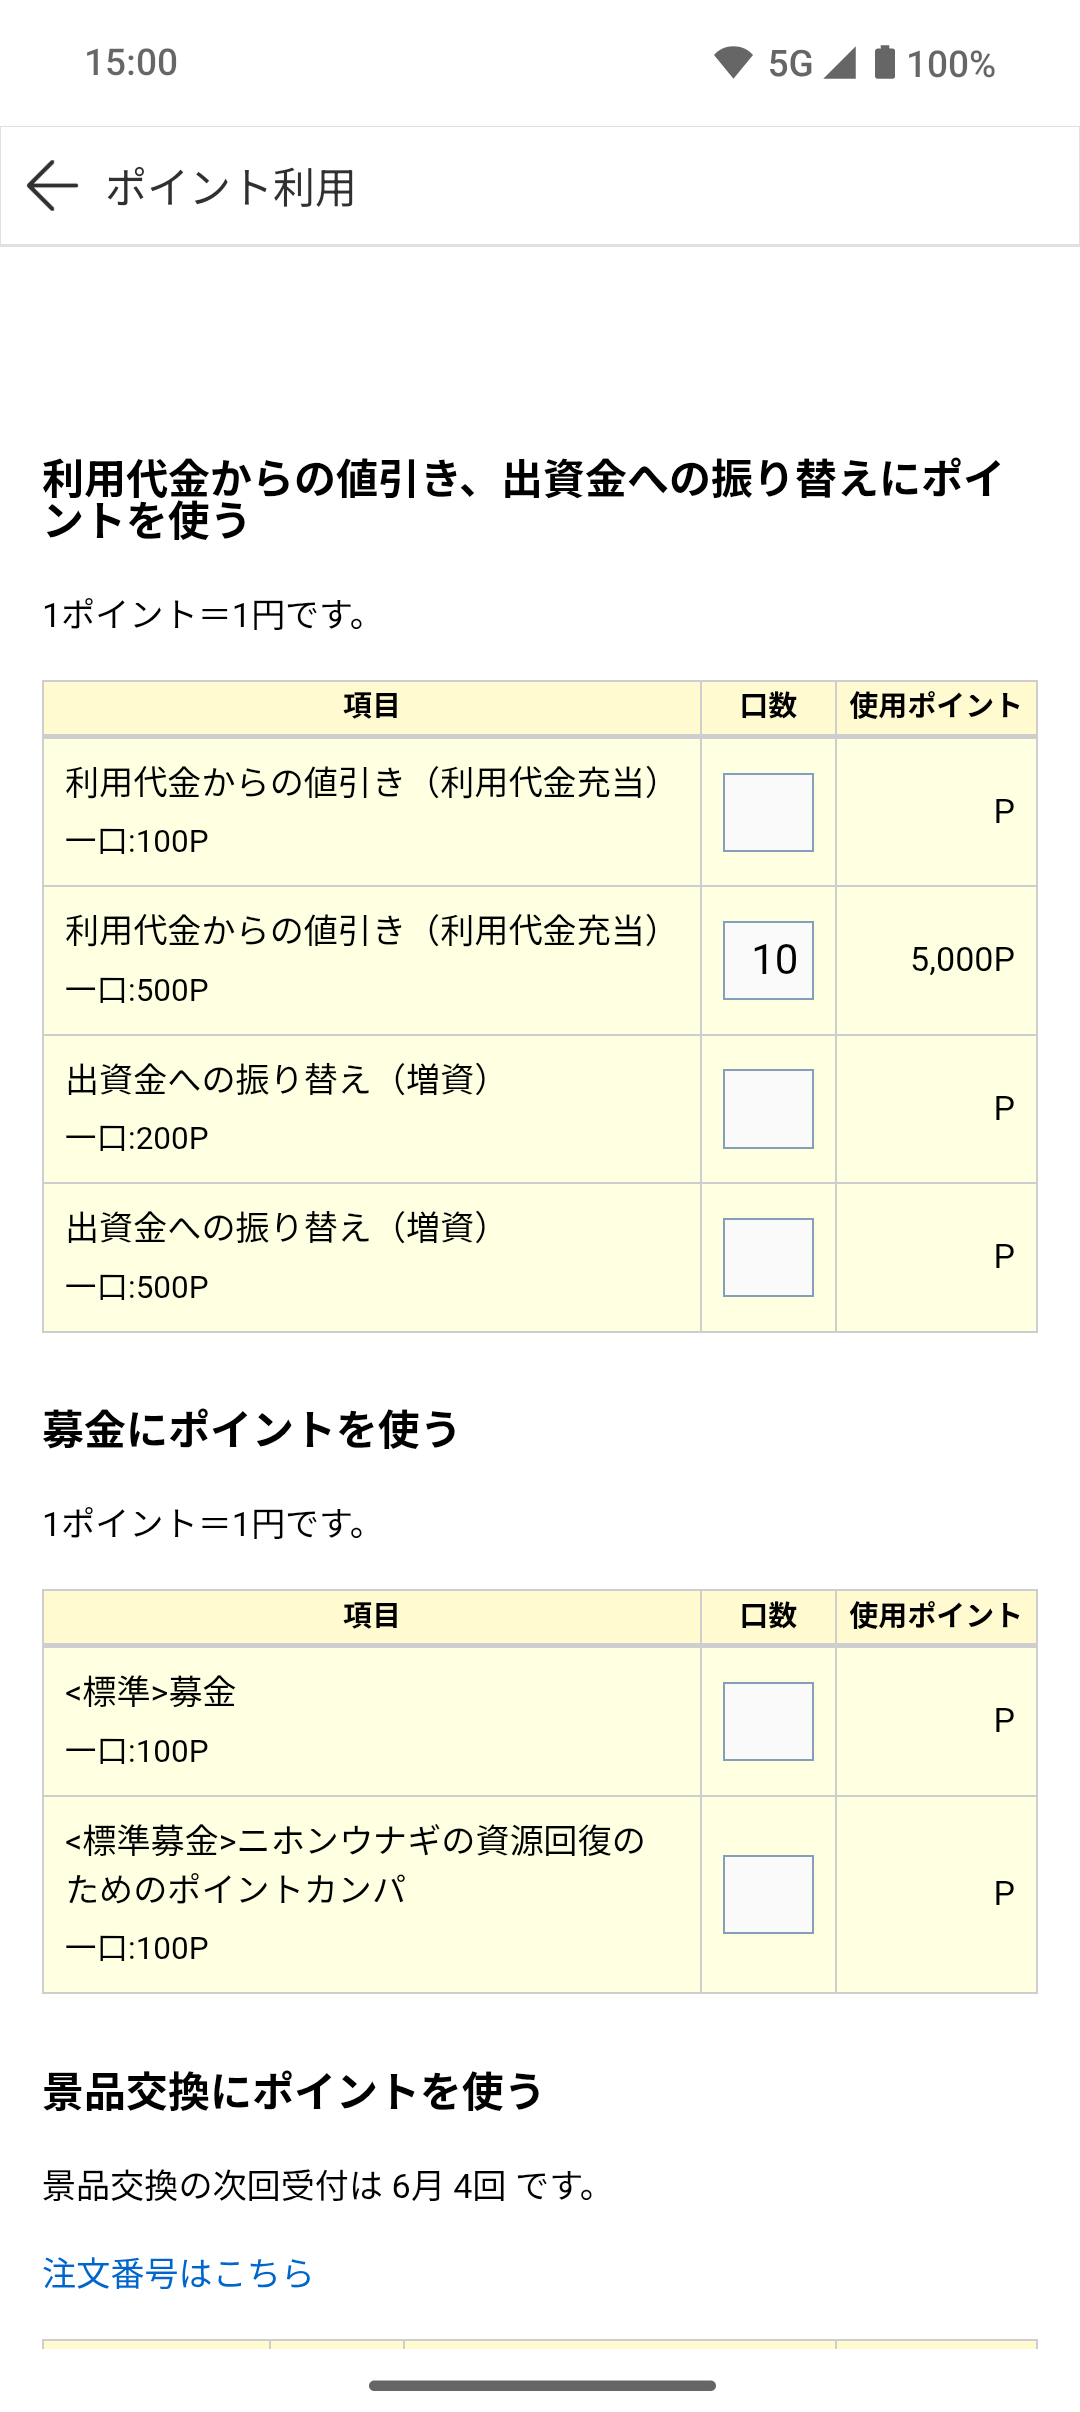 15:00
5G
100%
ポイント利用
利用代金からの値引き、出資金への振り替えにポイ
ントを使う
1ポイント＝1円です。
項目 口数 使用ポイント
利用代金からの値引き（利用代金充当）
一口:100P
P
利用代金からの値引き（利用代金充当）
一口:500P
10 5,000P
出資金への振り替え（増資）
一口:200P
P
出資金への振り替え（増資）
一口:500P
P
募金にポイントを使う
1ポイント＝1円です。
項目 口数 使用ポイント
<標準>募金
一口:100P
P
<標準募金>ニホンウナギの資源回復の
ためのポイントカンパ
一口:100P
P
景品交換にポイントを使う
景品交換の次回受付は 6月 4回 です。
注文番号はこちら